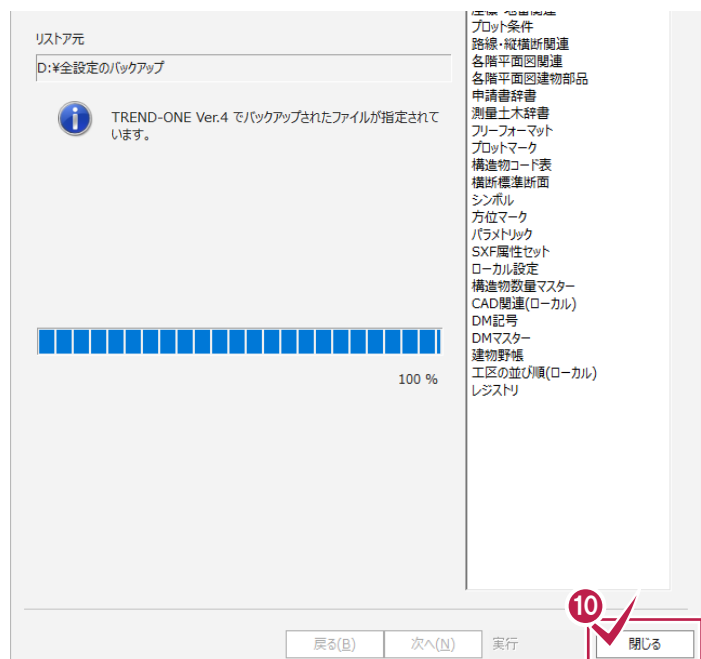 リストア元
D:¥全設定のバックアップ
TREND-ONE Ver.4 でバックアップされたファイルが指定されて
います。
100 %
プロット条件
路線・縦横断関連
各階平面図関連
各階平面図建物部品
申請書辞書
測量土木辞書
フリーフォーマット
プロットマーク
構造物コード表
横断標準断面
シンボル
方位マーク
パラメトリック
SXF属性セット
ローカル設定
構造物数量マスター
CAD関連(ローカル)
DM記号
DMマスター
建物野帳
工区の並び順(ローカル)
レジストリ
10
戻る(B)
次へ(N)
実行
閉じる